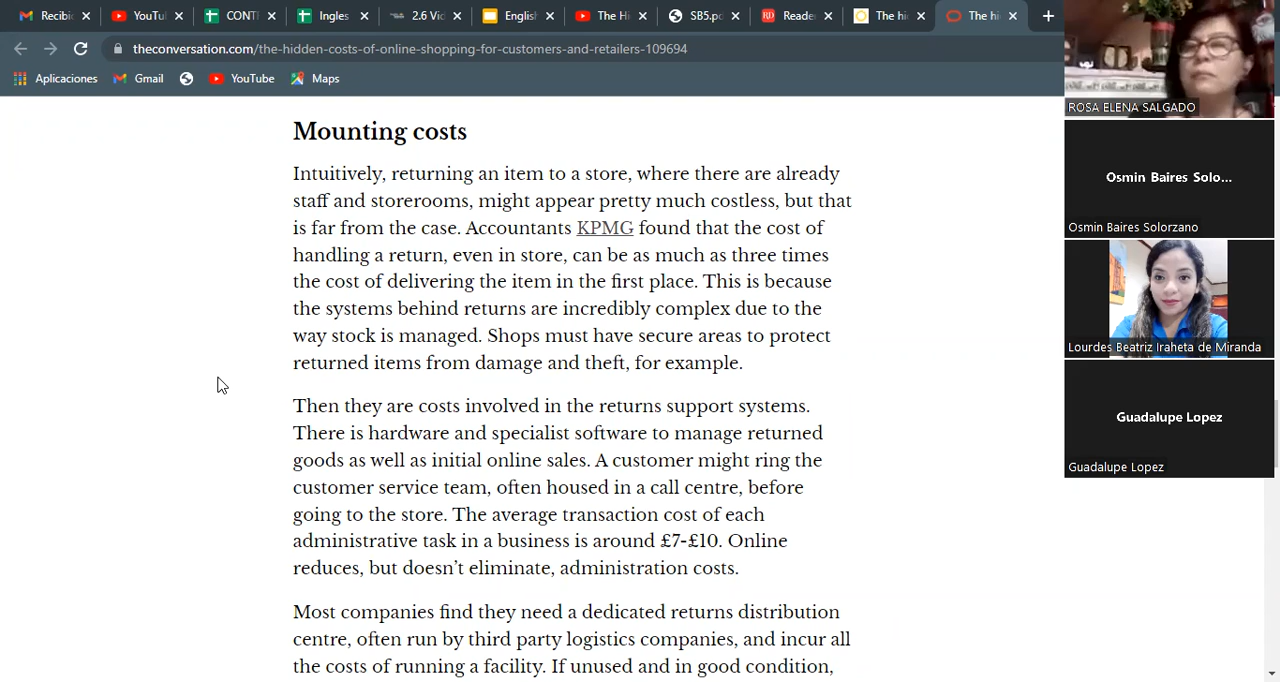 Recibic
YouTul
CONTI
Ingles
2.6 Vic
English
The Hi
SB5.pd
Reade
The hi
The hi
theconversation.com/the-hidden-costs-of-online-shopping-for-customers-and-retailers-109694
Aplicaciones Gmail YouTube Maps
Mounting costs
Intuitively, returning an item to a store, where there are already
staff and storerooms, might appear pretty much costless, but that
is far from the case. Accountants KPMG found that the cost of
handling a return, even in store, can be as much as three times
the cost of delivering the item in the first place. This is because
the systems behind returns are incredibly complex due to the
way stock is managed. Shops must have secure areas to protect
returned items from damage and theft, for example.
Then they are costs involved in the returns support systems.
There is hardware and specialist software to manage returned
goods as well as initial online sales. A customer might ring the
customer service team, often housed in a call centre, before
going to the store. The average transaction cost of each
administrative task in a business is around £7-£10. Online
reduces, but doesn't eliminate, administration costs.
Most companies find they need a dedicated returns distribution
centre, often run by third party logistics companies, and incur all
the costs of running a facility. If unused and in good condition,
ROSA ELENA SALGADO
Osmin Baires Solo...
Osmin Baires Solorzano
Lourdes Beatriz Iraheta de Miranda
Guadalupe Lopez
Guadalupe Lopez